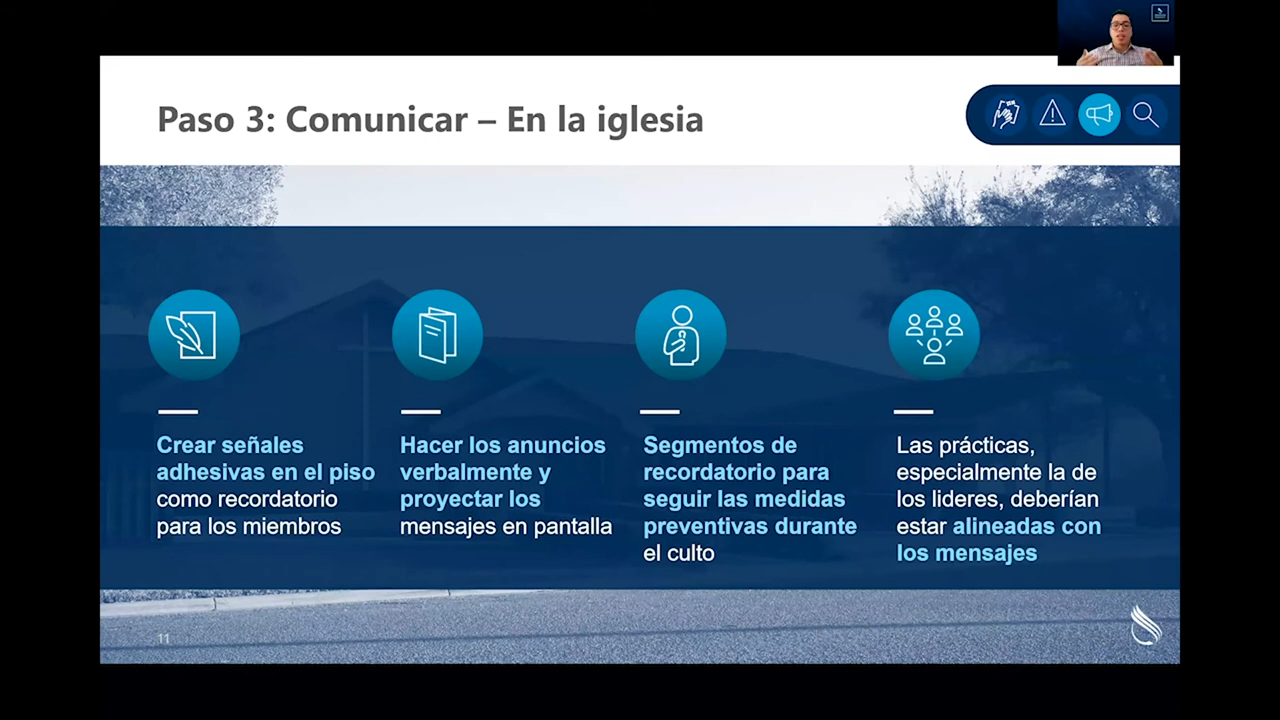 Paso 3: Comunicar – En la iglesia
Crear señales
adhesivas en el piso
como recordatorio
para los miembros
Hacer los anuncios
verbalmente y
proyectar los
mensajes en pantalla
Segmentos de
recordatorio para
seguir las medidas
preventivas durante
el culto
Las prácticas,
especialmente la de
los lideres, deberían
estar alineadas con
los mensajes
11